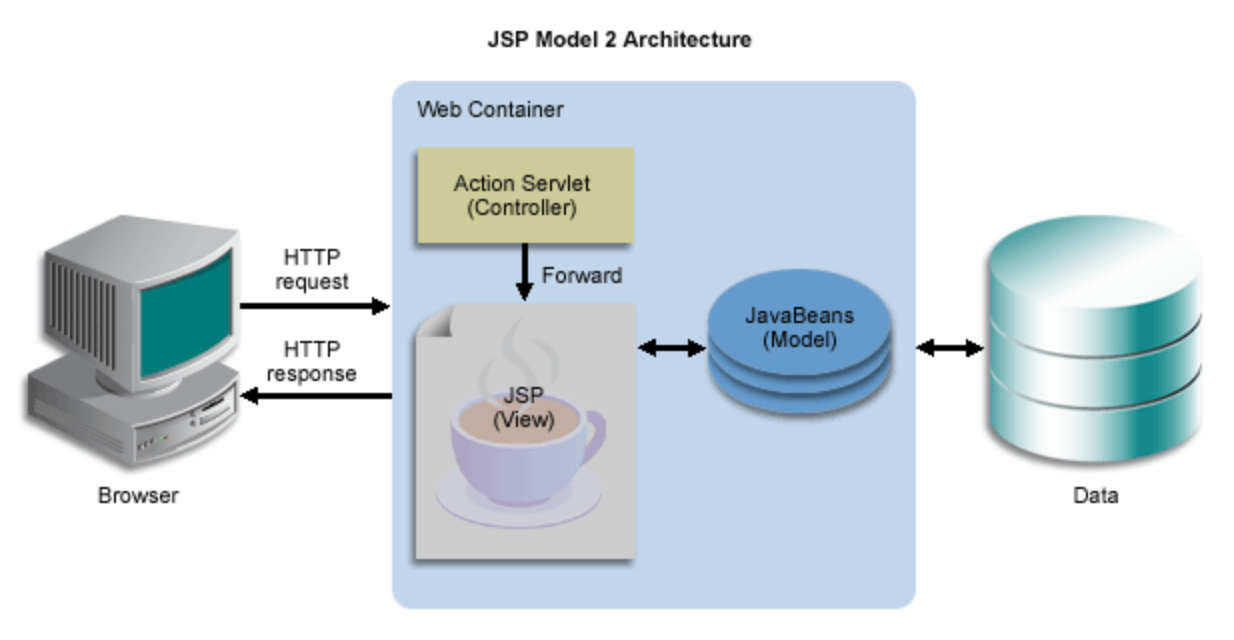 JSP Model 2 Architecture
Web Container
Action Servlet
(Controller)
HTTP
request
Forward
JavaBeans
(Model)
HTTP
response
JSP
(View)
Browser
Data